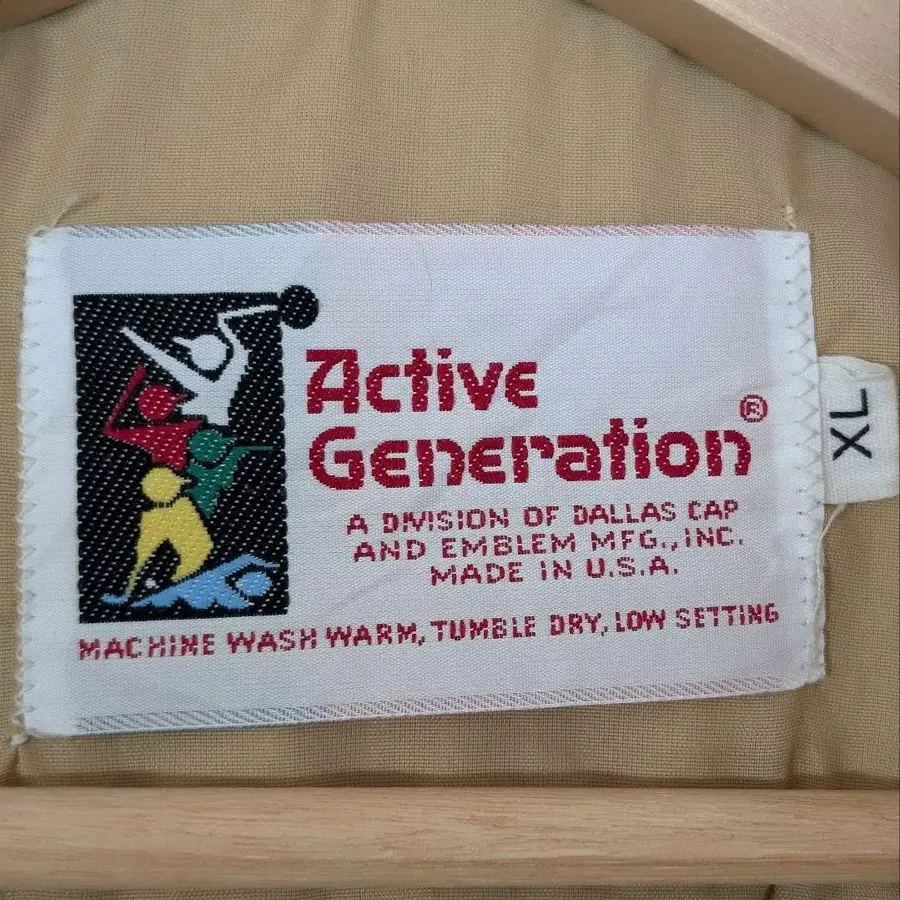 Active
Generation®
A DIVISION OF DALLAS CAP
AND EMBLEM MFG., INC.
MADE IN U.S.A.
MACHINE WASH WARM, TUMBLE DRY, LOW SETTING
XL